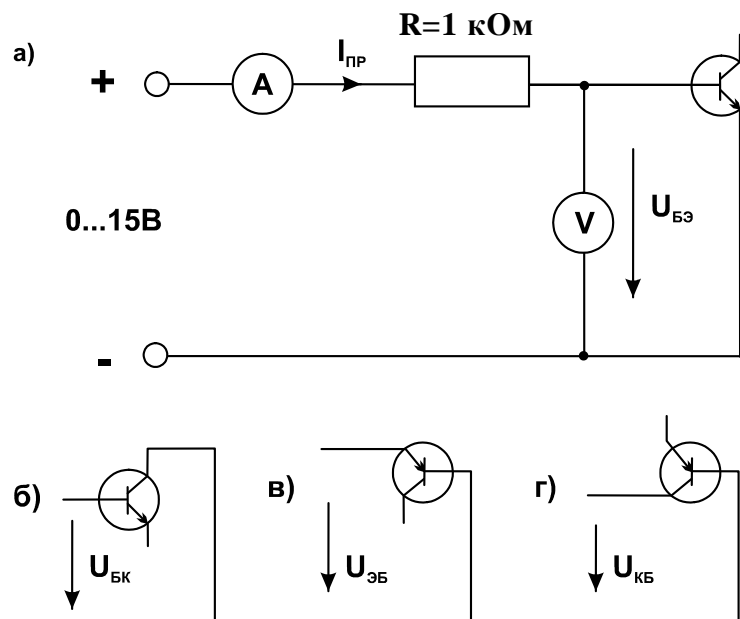 а)
R=1 кОм
IПР
+
A
0...15В
V
UБЭ
-
б)
UБК
в)
UЭБ
г)
UКБ